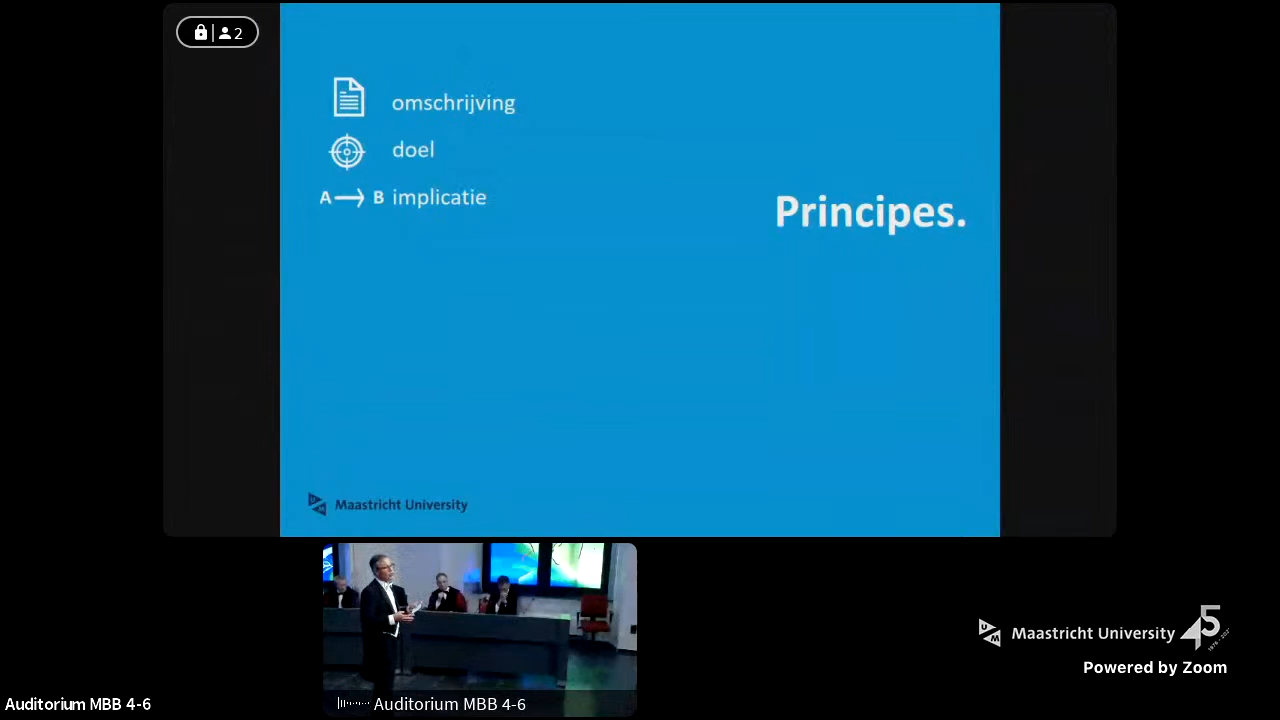 2
omschrijving
doel
A B implicatie
Principes.
Maastricht University
Maastricht University 45
Powered by Zoom
Auditorium MBB 4-6
Auditorium MBB 4-6